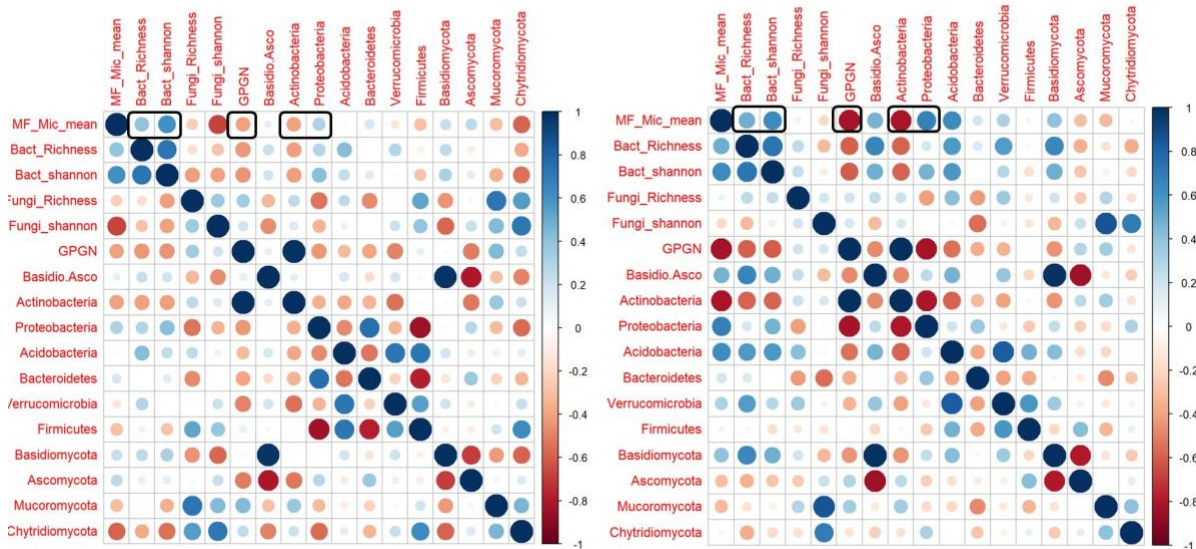 MF_Mic_mean
Bact_Richness
Bact_shannon
Fungi_Richness
Fungi_shannon
GPGN
Basidio.Asco
Actinobacteria
Proteobacteria
Acidobacteria
Bacteroidetes
Verrucomicrobia
Firmicutes
Basidiomycota
Ascomycota
Mucoromycota
Chytridiomycota
MF_Mic_mean
Bact_Richness
Bact_shannon
Fungi_Richness
Fungi_shannon
GPGN
Basidio.Asco
Actinobacteria
Proteobacteria
Acidobacteria
Bacteroidetes
Verrucomicrobia
Firmicutes
Basidiomycota
Ascomycota
Mucoromycota
Chytridiomycota
1
0.8
0.6
0.4
0.2
0
-0.2
-0.4
-0.6
-0.8
-1
MF_Mic_mean
Bact_Richness
Bact_shannon
Fungi_Richness
Fungi_shannon
GPGN
Basidio.Asco
Actinobacteria
Proteobacteria
Acidobacteria
Bacteroidetes
Verrucomicrobia
Firmicutes
Basidiomycota
Ascomycota
Mucoromycota
Chytridiomycota
MF_Mic_mean
Bact_Richness
Bact_shannon
Fungi_Richness
Fungi_shannon
GPGN
Basidio.Asco
Actinobacteria
Proteobacteria
Acidobacteria
Bacteroidetes
Verrucomicrobia
Firmicutes
Basidiomycota
Ascomycota
Mucoromycota
Chytridiomycota
1
0.8
0.6
0.4
0.2
0
-0.2
-0.4
-0.6
-0.8
-1